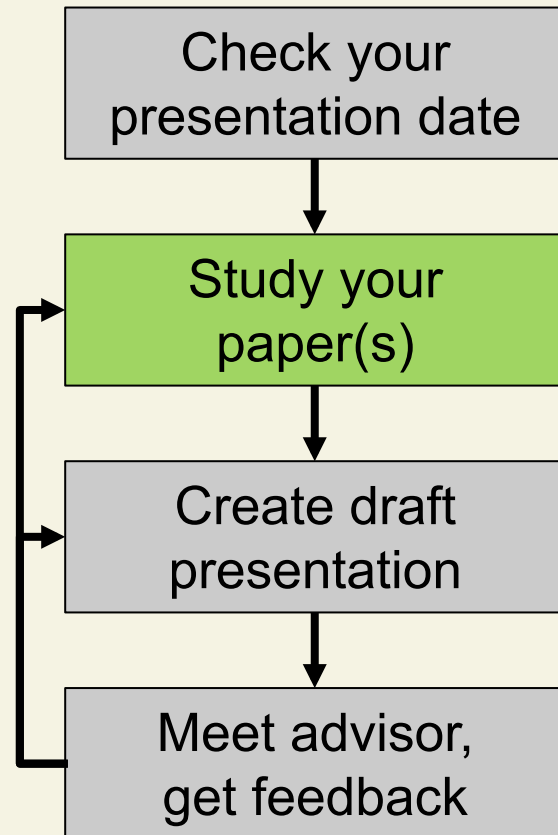 Check your
presentation date
Study your
paper(s)
Create draft
presentation
Meet advisor,
get feedback